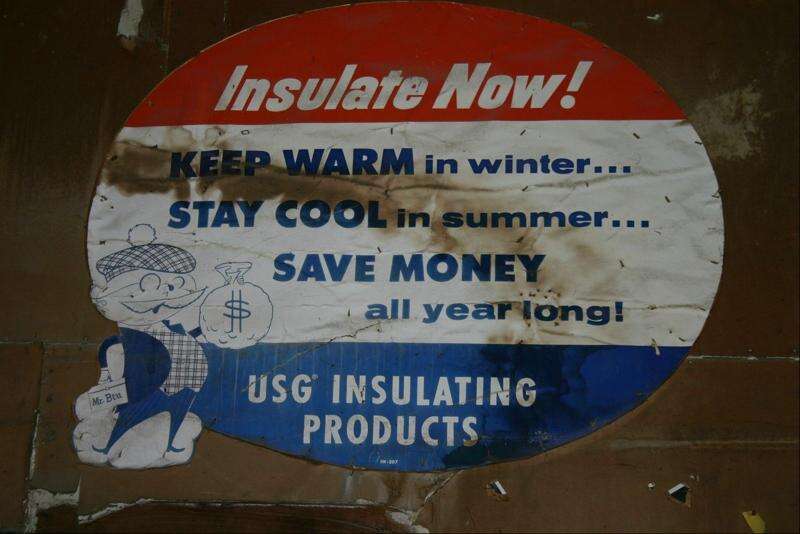 Insulate Now!
KEEP WARM in winter...
STAY COOL in summer...
SAVE MONEY
all year long!
$
Mr. Btu
USG® INSULATING
PRODUCTS